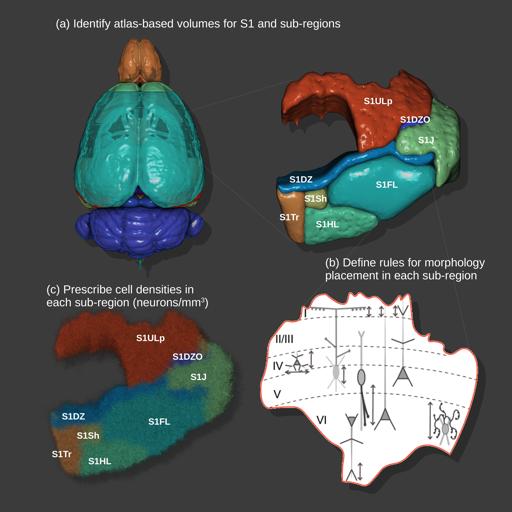 (a) Identify atlas-based volumes for S1 and sub-regions
S1ULp
S1DZO
S1J
S1DZ
S1FL
S1Sh
S1Tr
S1HL
(b) Define rules for morphology
placement in each sub-region
(c) Prescribe cell densities in
each sub-region (neurons/mm³)
S1ULp
S1DZO
S1J
S1DZ
S1FL
S1Sh
S1Tr
S1HL
I
II/III
IV
V
VI